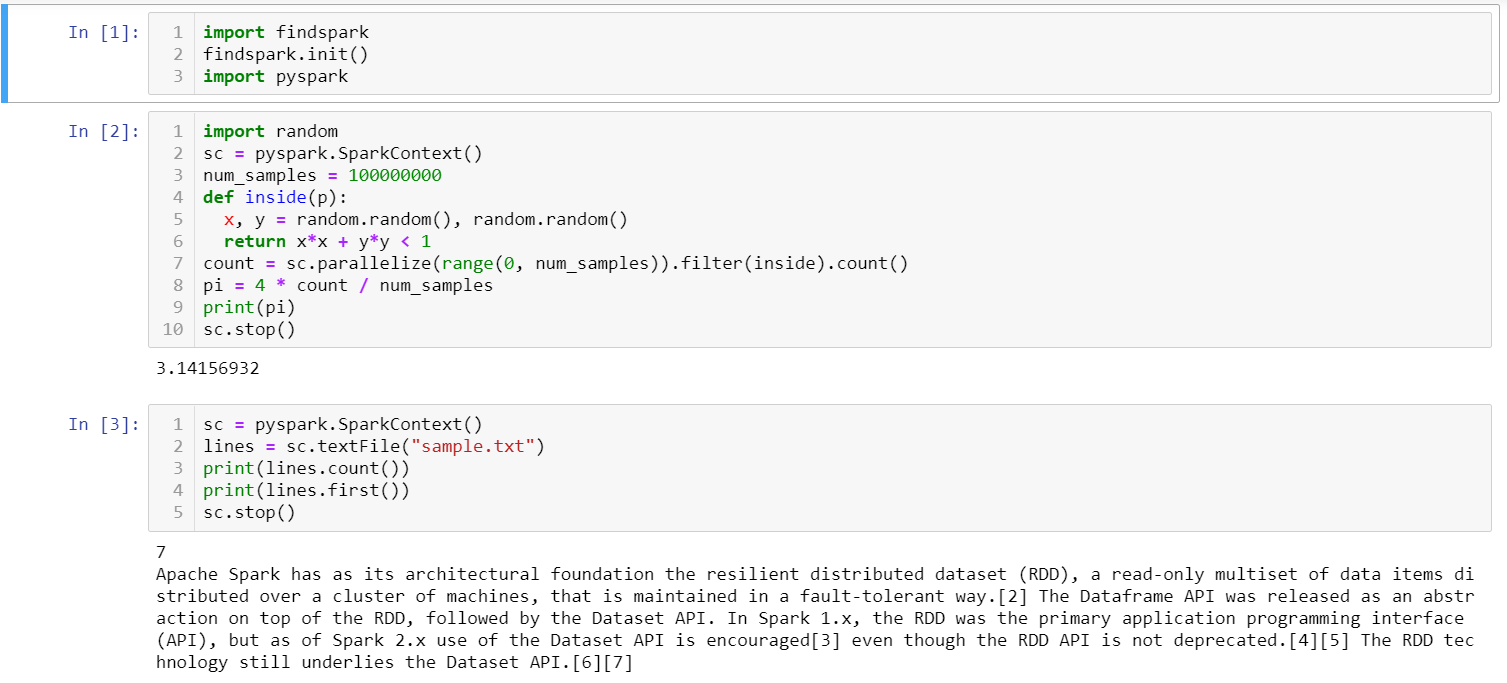 In [1]:
1 import findspark
2 findspark.init()
3 import pyspark
In [2]:
1 import random
2 sc = pyspark.SparkContext()
3 num_samples = 100000000
4 def inside(p):
5   x, y = random.random(), random.random()
6   return x*x + y*y < 1
7 count = sc.parallelize(range(0, num_samples)).filter(inside).count()
8 pi = 4 * count / num_samples
9 print(pi)
10 sc.stop()
3.14156932
In [3]:
1 sc = pyspark.SparkContext()
2 lines = sc.textFile("sample.txt")
3 print(lines.count())
4 print(lines.first())
5 sc.stop()
7
Apache Spark has as its architectural foundation the resilient distributed dataset (RDD), a read-only multiset of data items di
stributed over a cluster of machines, that is maintained in a fault-tolerant way.[2] The Dataframe API was released as an abstr
action on top of the RDD, followed by the Dataset API. In Spark 1.x, the RDD was the primary application programming interface
(API), but as of Spark 2.x use of the Dataset API is encouraged[3] even though the RDD API is not deprecated.[4][5] The RDD tec
hnology still underlies the Dataset API.[6][7]